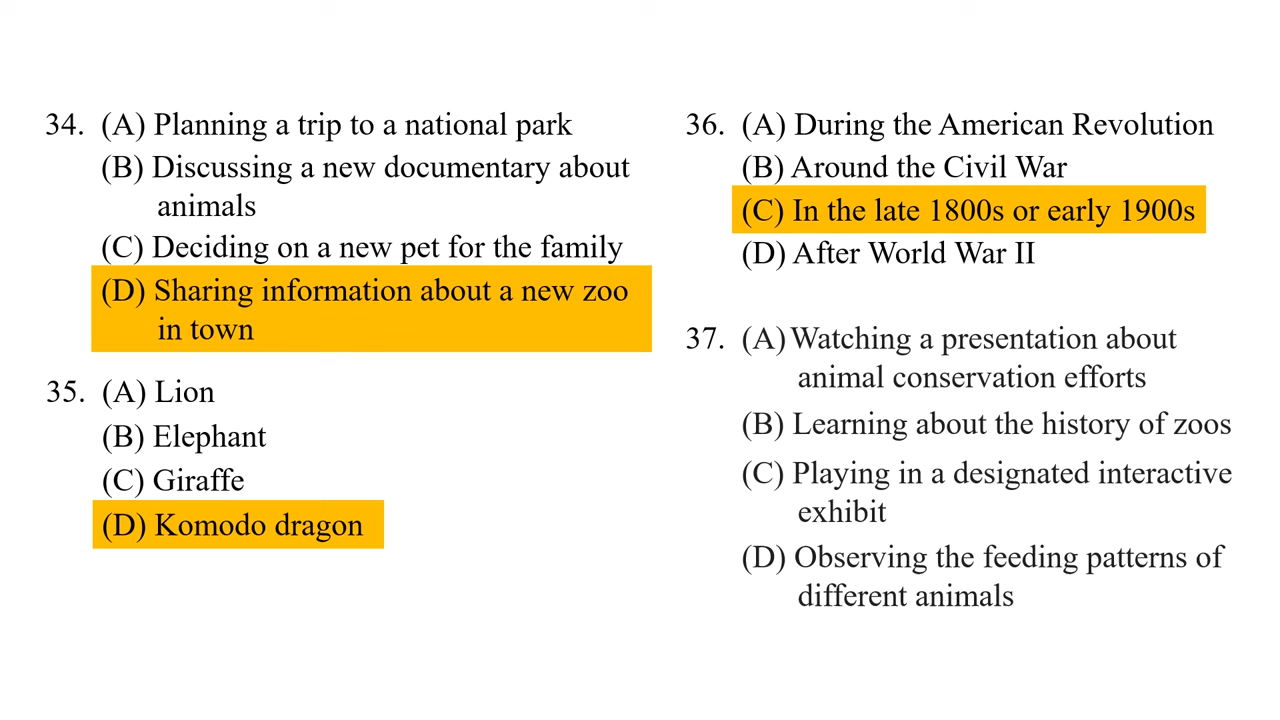 34. (A) Planning a trip to a national park
(B) Discussing a new documentary about
animals
(C) Deciding on a new pet for the family
(D) Sharing information about a new zoo
in town
35. (A) Lion
(B) Elephant
(C) Giraffe
(D) Komodo dragon
36. (A) During the American Revolution
(B) Around the Civil War
(C) In the late 1800s or early 1900s
(D) After World War II
37. (A) Watching a presentation about
animal conservation efforts
(B) Learning about the history of zoos
(C) Playing in a designated interactive
exhibit
(D) Observing the feeding patterns of
different animals